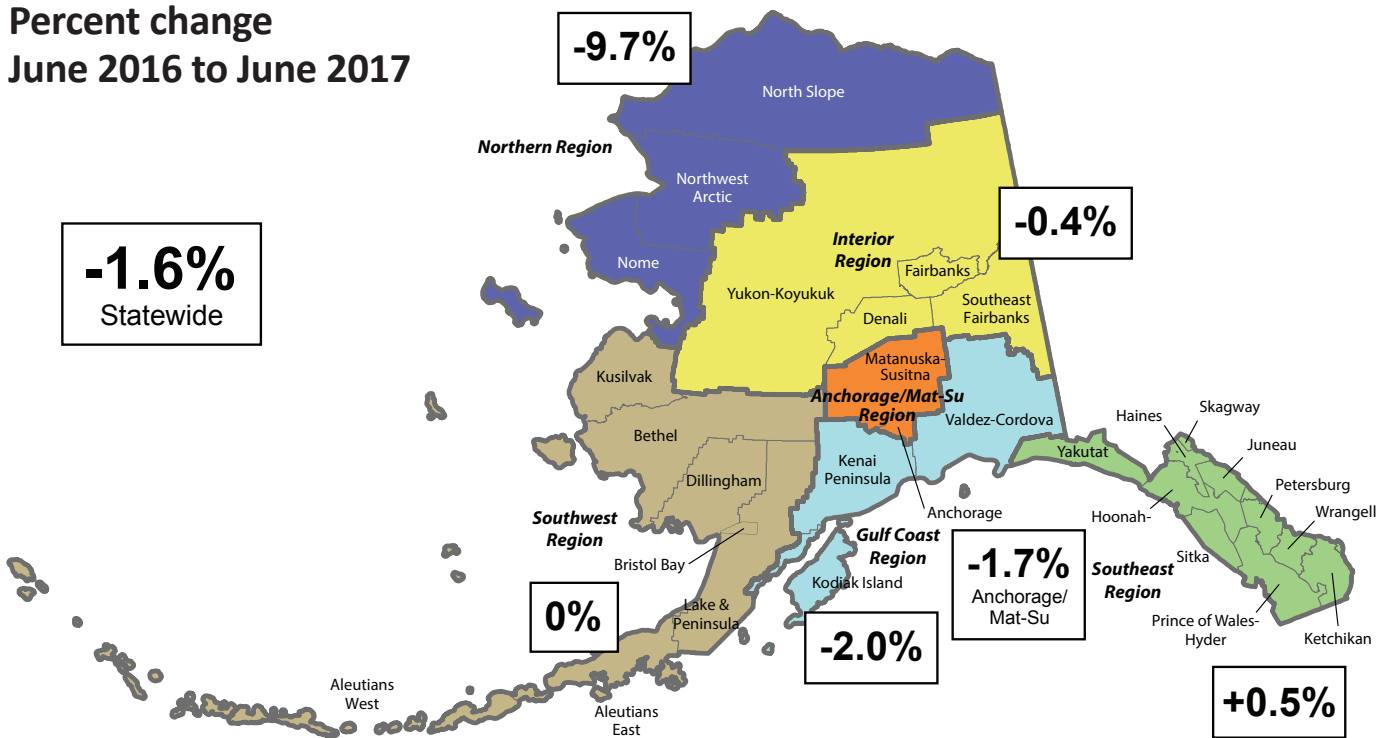 Percent change
June 2016 to June 2017
-9.7%
North Slope
Northern Region
Northwest
Arctic
-0.4%
-1.6%
Statewide
Interior
Region
Nome
Fairbanks
Yukon-Koyukuk
Southeast
Fairbanks
Denali
Matanuska-
Susitna
Kusilvak
Anchorage/Mat-Su
Region
Skagway
Haines
Valdez-Cordova
Bethel
Juneau
Yakutat
Kenai
Peninsula
Dillingham
Petersburg
Anchorage
Hoonah-
Wrangell
Southwest
Region
Gulf Coast
Region
Sitka
Bristol Bay
-1.7%
Anchorage/
Mat-Su
Southeast
Region
Kodiak Island
Lake &
Peninsula
0%
Prince of Wales-
Hyder
Ketchikan
-2.0%
Aleutians
West
+0.5%
Aleutians
East